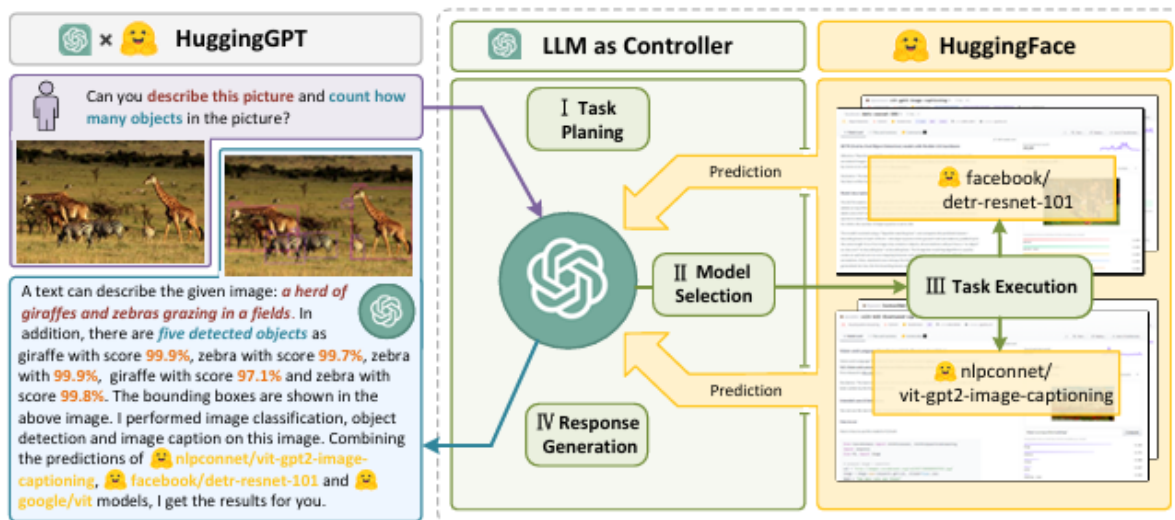 HuggingGPT
LLM as Controller
HuggingFace
Can you describe this picture and count how
many objects in the picture?
A text can describe the given image: a herd of
giraffes and zebras grazing in a fields. In
addition, there are five detected objects as
giraffe with score 99.9%, zebra with score 99.7%, zebra
with 99.9%, giraffe with score 97.1% and zebra with
score 99.8%. The bounding boxes are shown in the
above image. I performed image classification, object
detection and image caption on this image. Combining
the predictions of nlpconnet/vit-gpt2-image-
captioning, facebook/detr-resnet-101 and
google/vit models, I get the results for you.
I Task
Planing
Prediction
II Model
Selection
Prediction
IV Response
Generation
facebook/
detr-resnet-101
III Task Execution
nlpconnet/
vit-gpt2-image-captioning